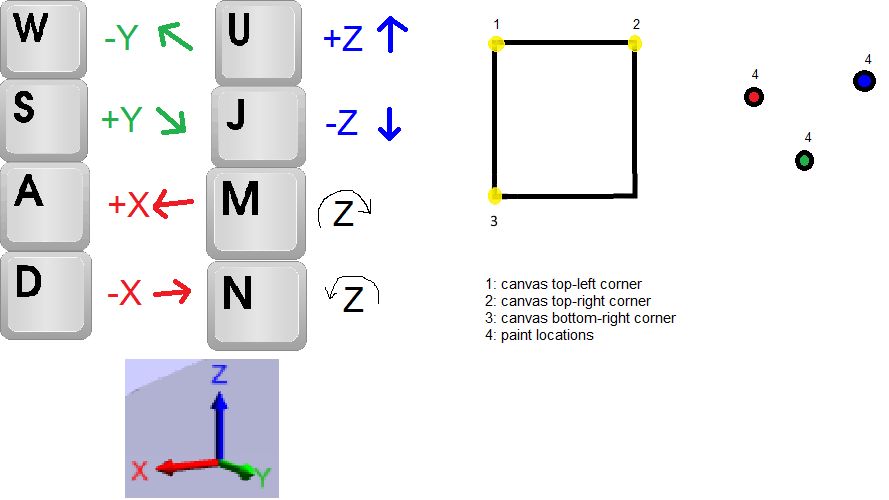 W -Y U +Z
S +Y J -Z
A +X M Z
D -X N Z
Z
X
Y
1 2
3
4 4
4
1: canvas top-left corner
2: canvas top-right corner
3: canvas bottom-right corner
4: paint locations